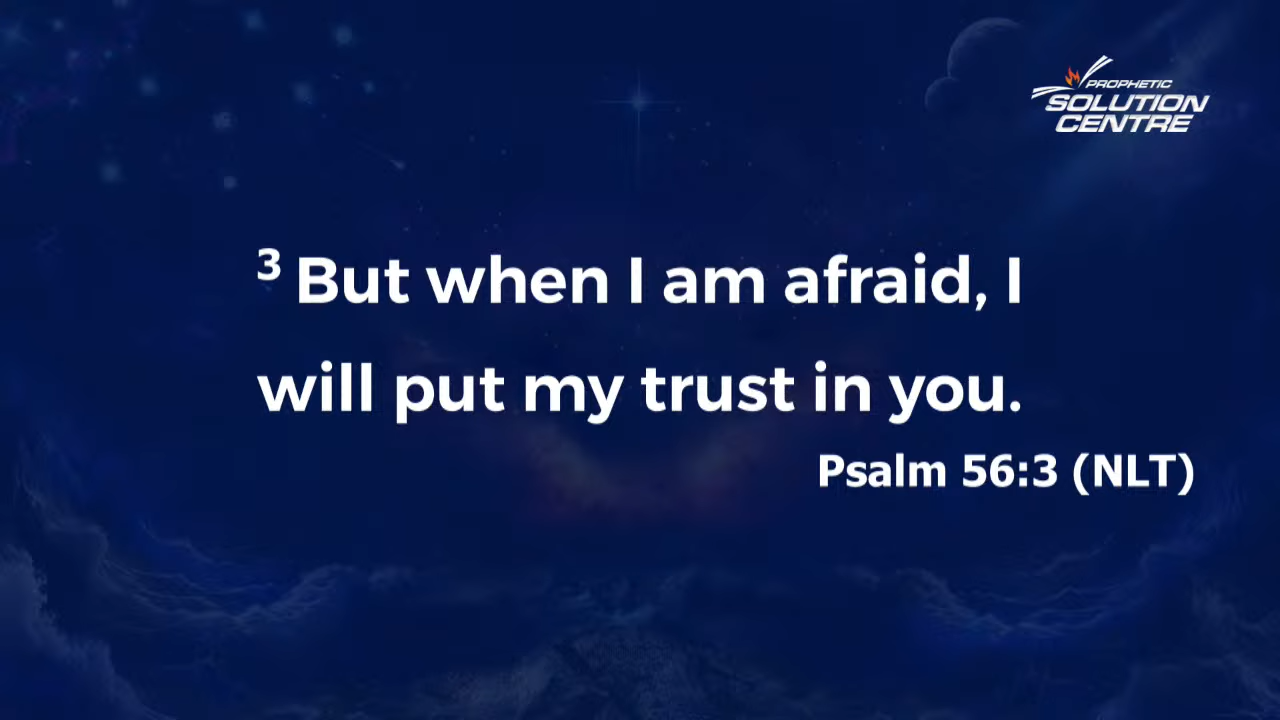 PROPHETIC
SOLUTION
CENTRE
3 But when I am afraid, I
will put my trust in you.
Psalm 56:3 (NLT)